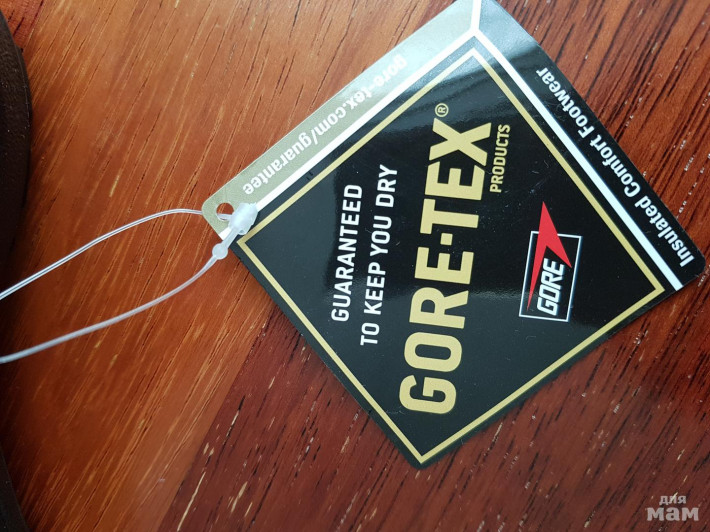 GUARANTEED
TO KEEP YOU DRY
GORE-TEX®
PRODUCTS
GORE
gore-tex.com/guarantee
Insulated Comfort Footwear
для
мам